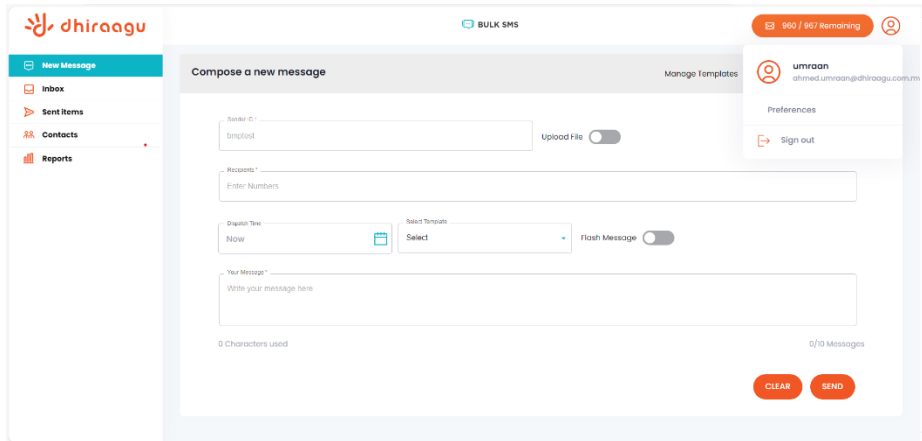 dhiraagu
BULK SMS
960 / 967 Remaining
umraan
ahmed.umraan@dhiraagu.com.m
Preferences
Sign out
New Message
Inbox
Sent items
Contacts
Reports
Compose a new message
Manage Templates
Sender ID *
bmptest
Upload File
Recipients *
Enter Numbers
Dispatch Time
Now
Select Template
Select
Flash Message
Your Message *
Write your message here
0 Characters used
0/10 Messages
CLEAR
SEND